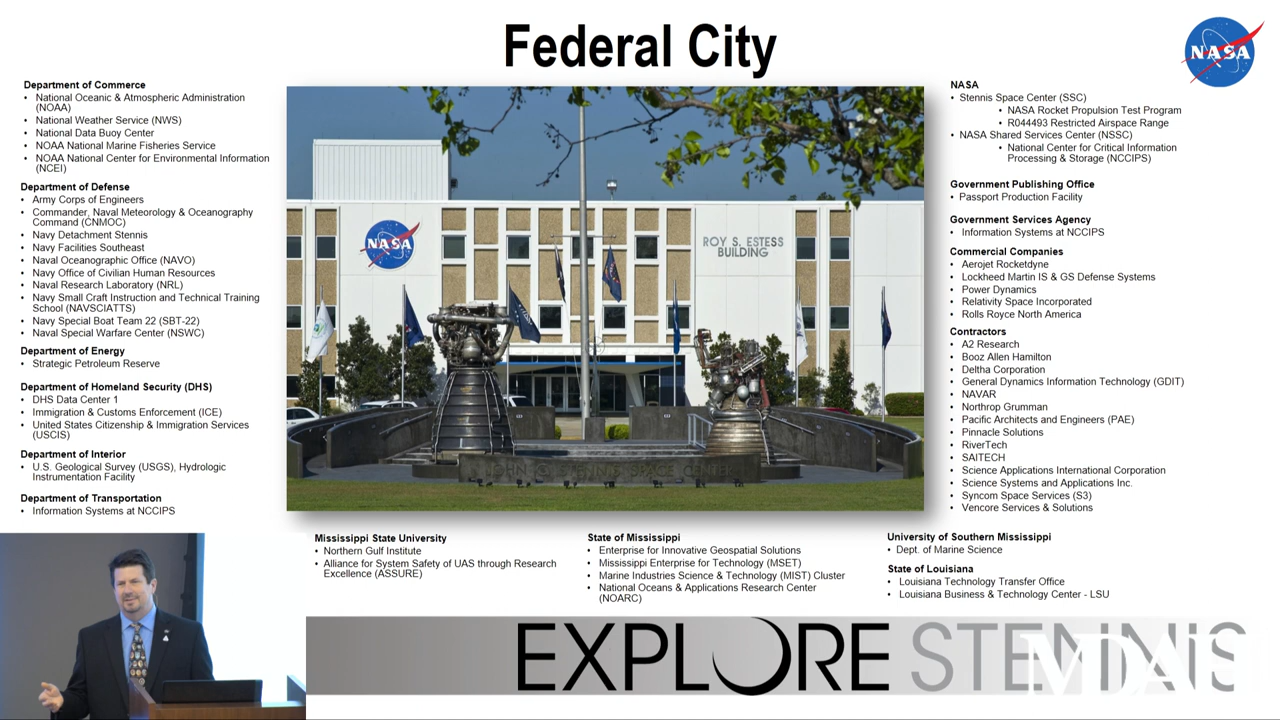 Federal City
NASA
Department of Commerce
• National Oceanic & Atmospheric Administration
(NOAA)
• National Weather Service (NWS)
• National Data Buoy Center
• NOAA National Marine Fisheries Service
• NOAA National Center for Environmental Information
(NCEI)
Department of Defense
• Army Corps of Engineers
• Commander, Naval Meteorology & Oceanography
Command (CNMOC)
• Navy Detachment Stennis
• Navy Facilities Southeast
• Naval Oceanographic Office (NAVO)
• Navy Office of Civilian Human Resources
• Naval Research Laboratory (NRL)
• Navy Small Craft Instruction and Technical Training
School (NAVSCIATTS)
• Navy Special Boat Team 22 (SBT-22)
• Naval Special Warfare Center (NSWC)
Department of Energy
• Strategic Petroleum Reserve
Department of Homeland Security (DHS)
• DHS Data Center 1
• Immigration & Customs Enforcement (ICE)
• United States Citizenship & Immigration Services
(USCIS)
Department of Interior
• U.S. Geological Survey (USGS), Hydrologic
Instrumentation Facility
Department of Transportation
• Information Systems at NCCIPS
NASA
ROY S. ESTESS
BUILDING
SPACE CENTER
NASA
• Stennis Space Center (SSC)
• NASA Rocket Propulsion Test Program
• R044493 Restricted Airspace Range
• NASA Shared Services Center (NSSC)
• National Center for Critical Information
Processing & Storage (NCCIPS)
Government Publishing Office
• Passport Production Facility
Government Services Agency
• Information Systems at NCCIPS
Commercial Companies
• Aerojet Rocketdyne
• Lockheed Martin IS & GS Defense Systems
• Power Dynamics
• Relativity Space Incorporated
• Rolls Royce North America
Contractors
• A2 Research
• Booz Allen Hamilton
• Deltha Corporation
• General Dynamics Information Technology (GDIT)
• NAVAR
• Northrop Grumman
• Pacific Architects and Engineers (PAE)
• Pinnacle Solutions
• RiverTech
• SAITECH
• Science Applications International Corporation
• Science Systems and Applications Inc.
• Syncom Space Services (S3)
• Vencore Services & Solutions
Mississippi State University
• Northern Gulf Institute
• Alliance for System Safety of UAS through Research
Excellence (ASSURE)
State of Mississippi
• Enterprise for Innovative Geospatial Solutions
• Mississippi Enterprise for Technology (MSET)
• Marine Industries Science & Technology (MIST) Cluster
• National Oceans & Applications Research Center
(NOARC)
University of Southern Mississippi
• Dept. of Marine Science
State of Louisiana
• Louisiana Technology Transfer Office
• Louisiana Business & Technology Center - LSU
EXPLORE STENNIS